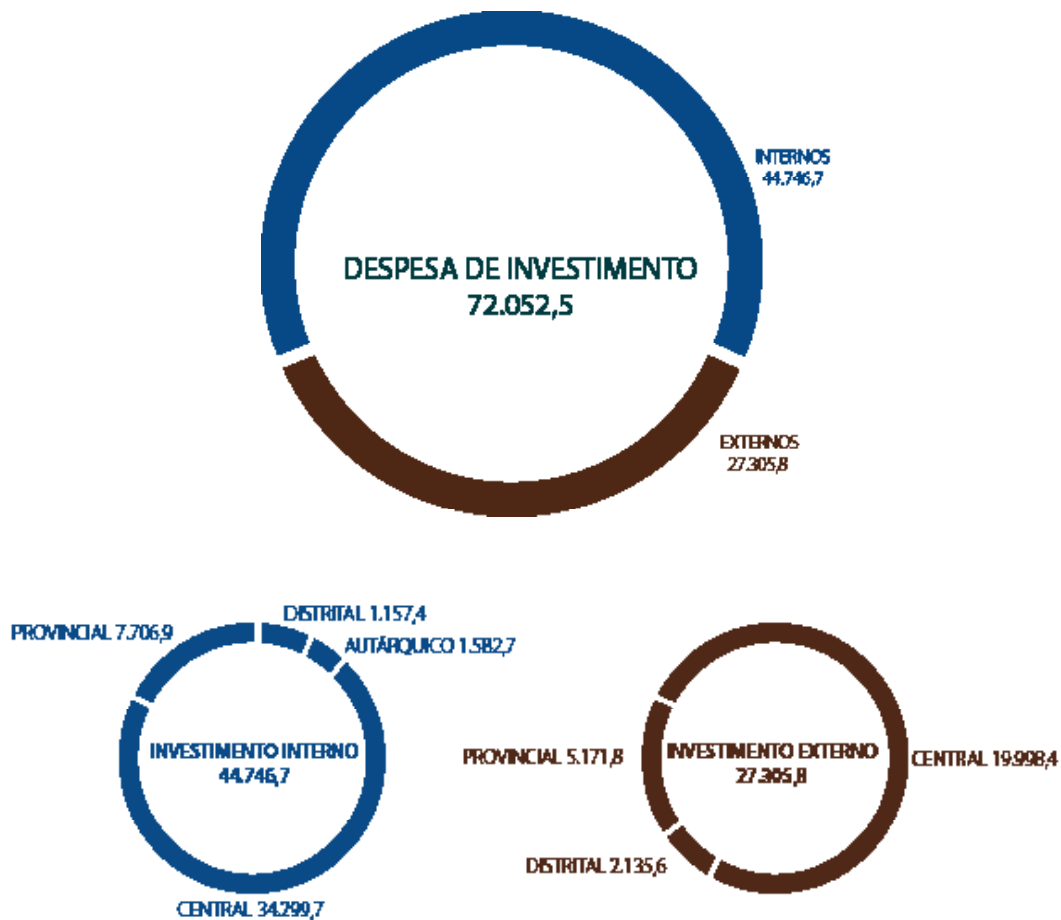 INTERNOS
44.746,7
DESPESA DE INVESTIMENTO
72.052,5
EXTERNOS
27.305,8
DISTRITAL 1.157,4
PROVINCIAL 7.706,9
AUTÁRQUICO 1.582,7
INVESTIMENTO INTERNO
44.746,7
CENTRAL 34.299,7
PROVINCIAL 5.171,8
INVESTIMENTO EXTERNO
27.305,8
CENTRAL 19.998,4
DISTRITAL 2.135,6